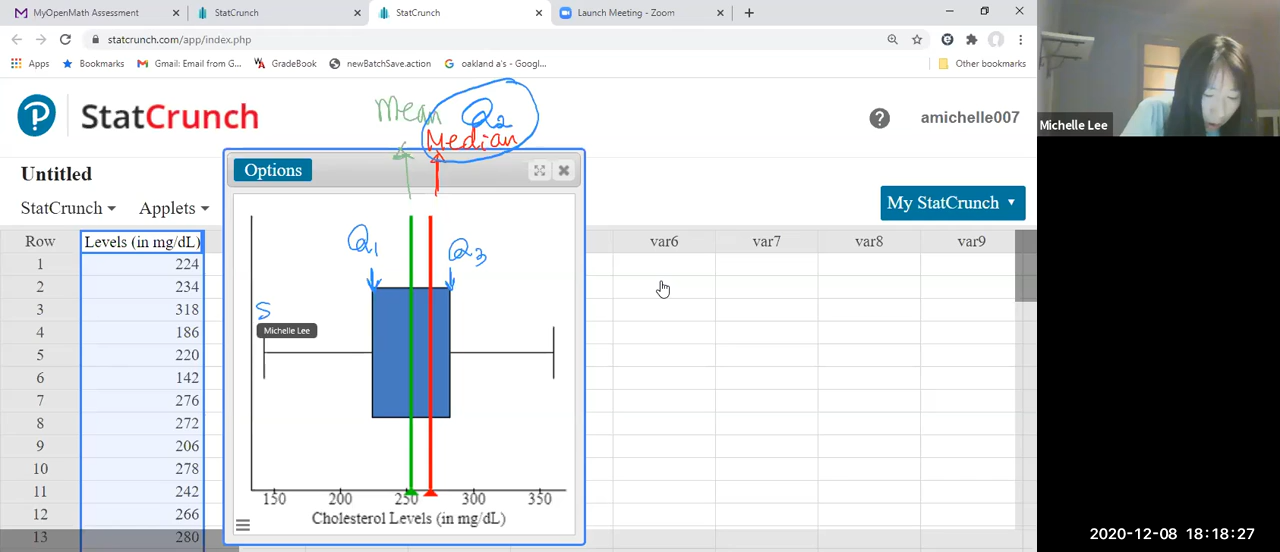 MyOpenMath Assessment StatCrunch StatCrunch Launch Meeting - Zoom
statcrunch.com/app/index.php
Apps Bookmarks Gmail: Email from G... GradeBook newBatchSave.action oakland a's - Googl... Other bookmarks
mean Q2
Median
P StatCrunch
? amichelle007
Michelle Lee
Options
Untitled
StatCrunch Applets
My StatCrunch
Row Levels (in mg/dL) var6 var7 var8 var9
Q1 Q3
1 224
2 234
3 318
S
Michelle Lee
4 186
5 220
6 142
7 276
8 272
9 206
10 278
11 242
12 266
13 280
150 200 250 300 350
Cholesterol Levels (in mg/dL)
2020-12-08 18:18:27